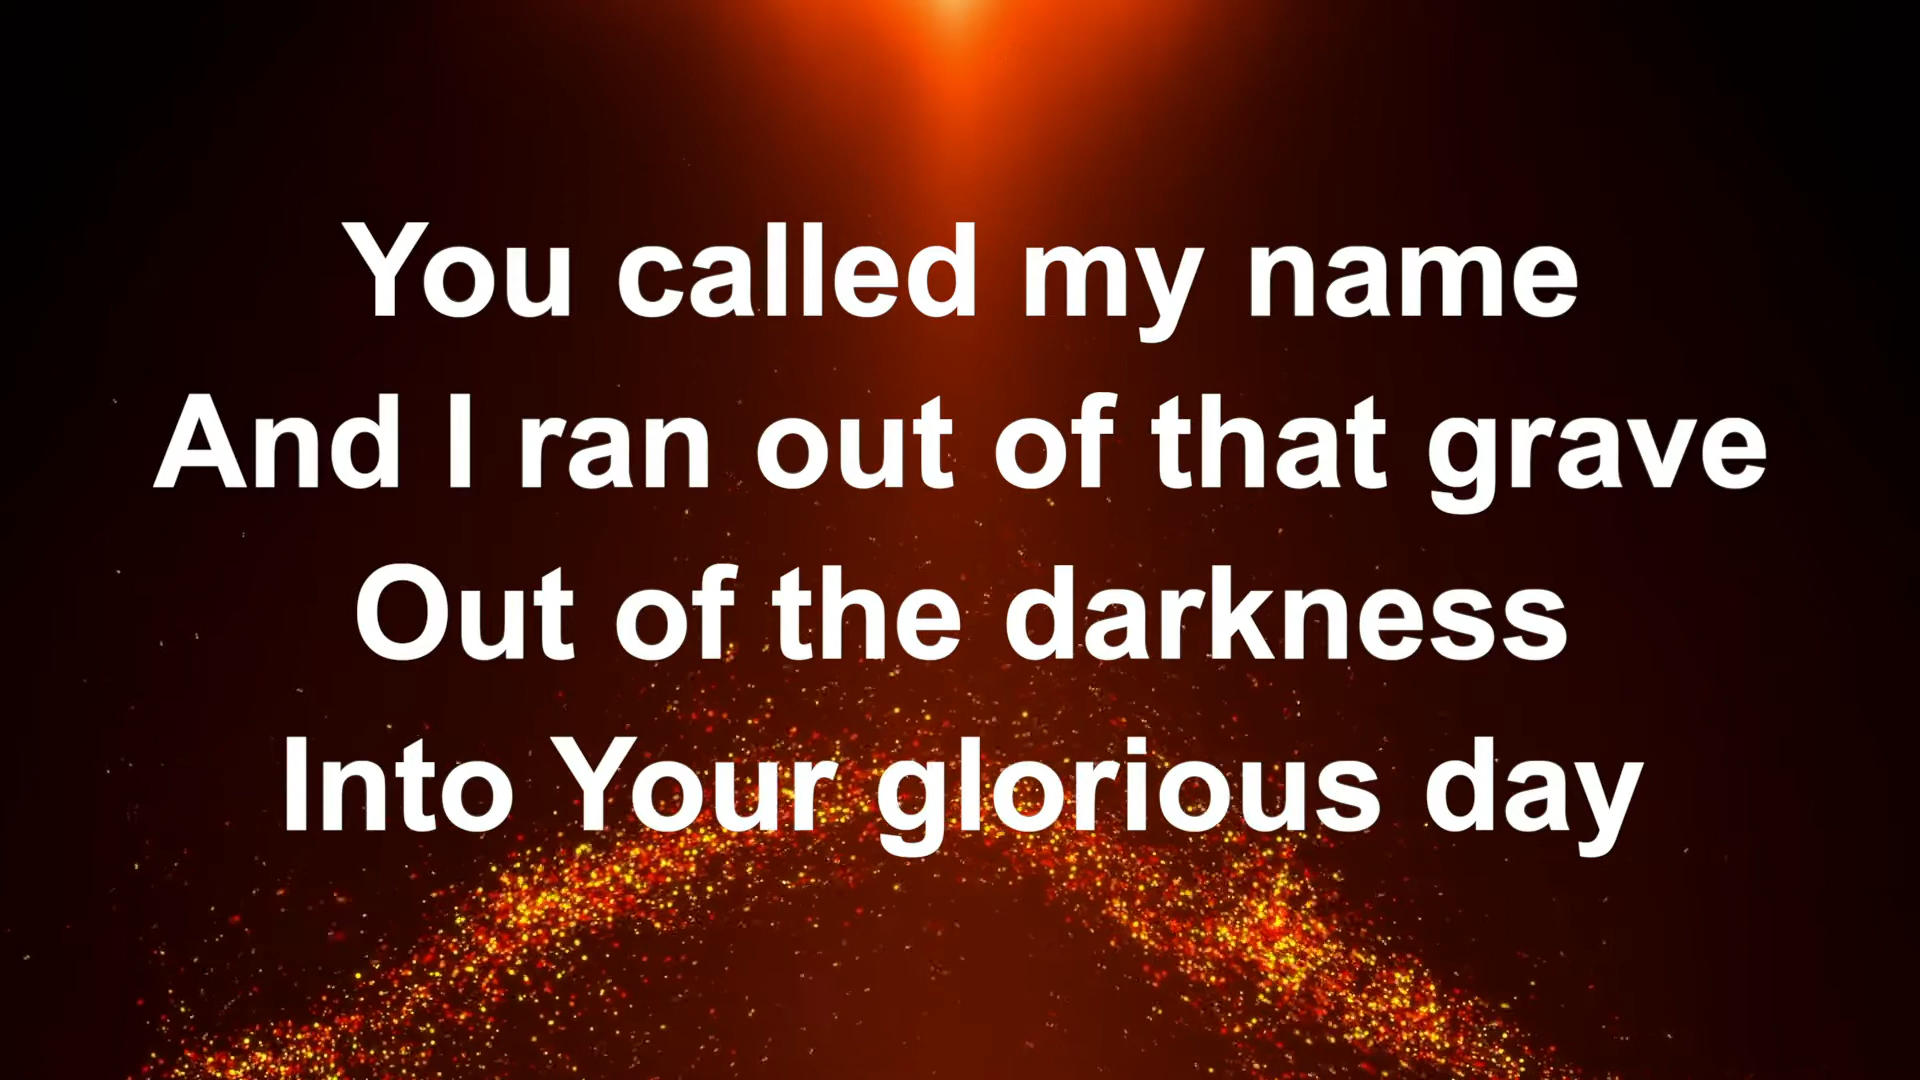 You called my name
And I ran out of that grave
Out of the darkness
Into Your glorious day